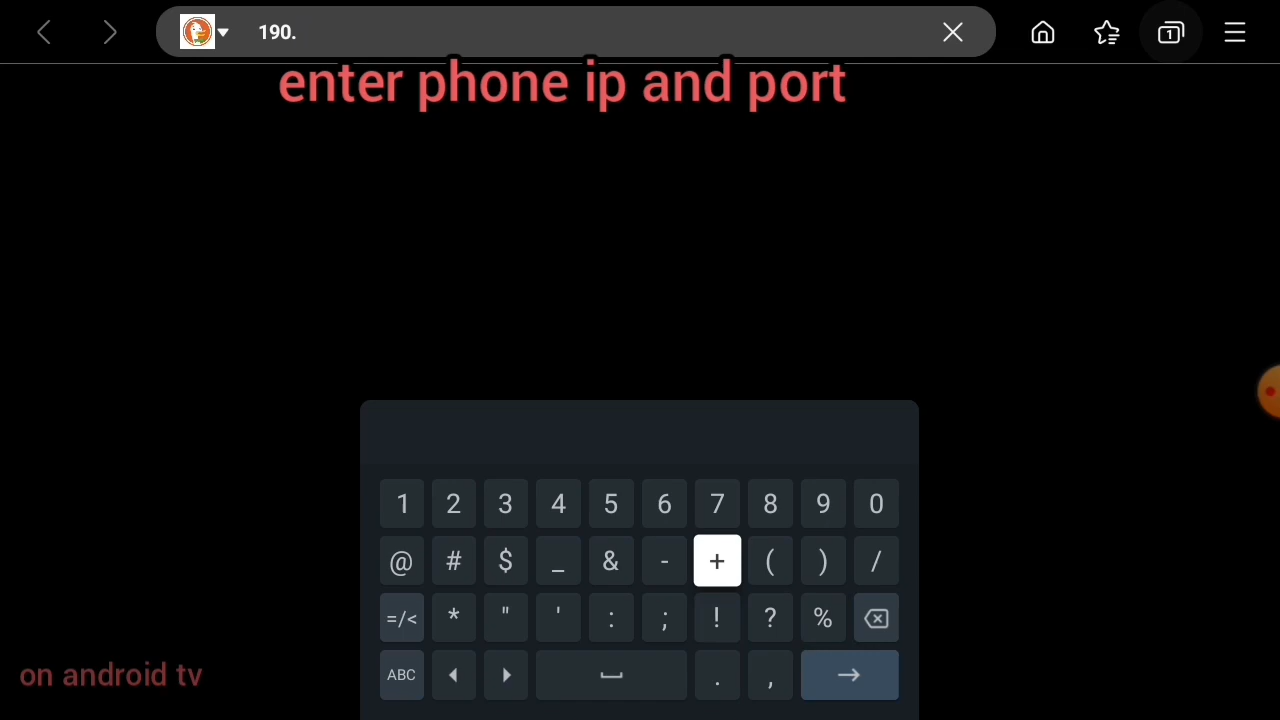 190.
1
enter phone ip and port
1 2 3 4 5 6 7 8 9 0
@ # $ _ & - + ( ) /
=/< * " ' : ; ! ? %
ABC . ,
on android tv